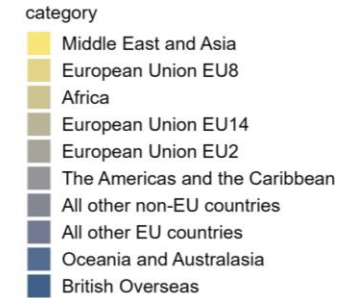 category
Middle East and Asia
European Union EU8
Africa
European Union EU14
European Union EU2
The Americas and the Caribbean
All other non-EU countries
All other EU countries
Oceania and Australasia
British Overseas